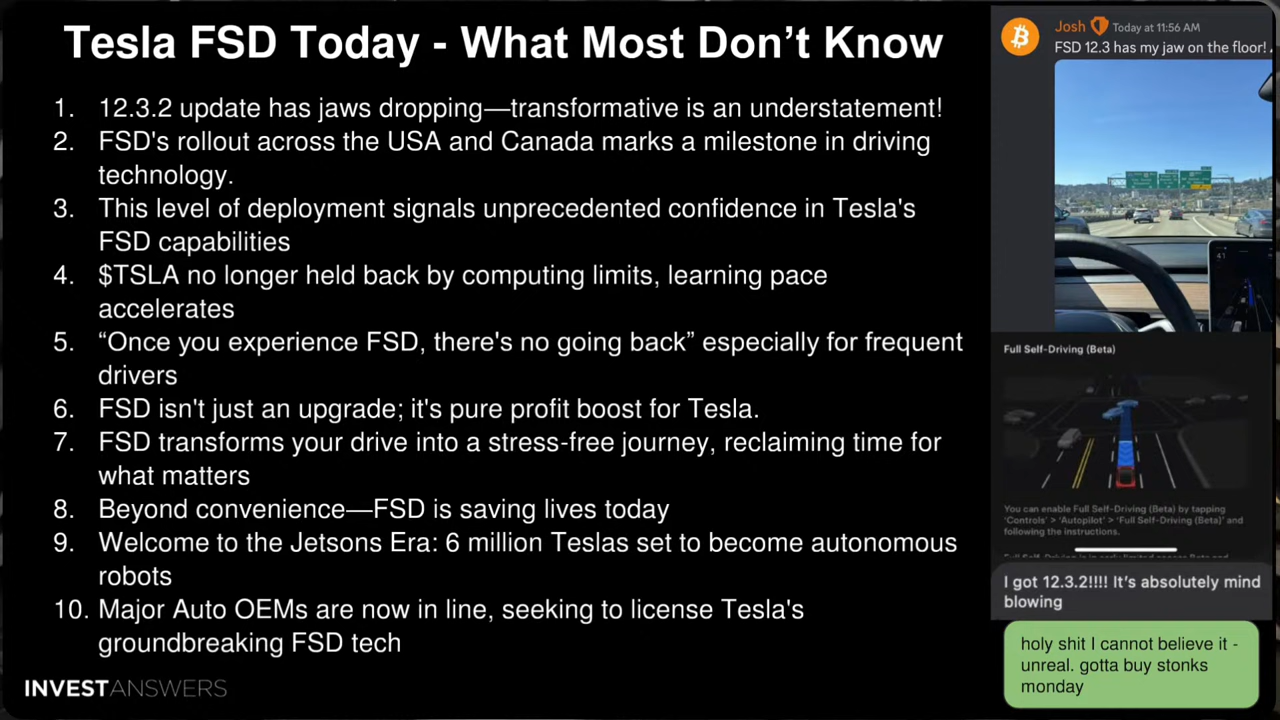 Tesla FSD Today - What Most Don’t Know
1. 12.3.2 update has jaws dropping—transformative is an understatement!
2. FSD's rollout across the USA and Canada marks a milestone in driving
technology.
3. This level of deployment signals unprecedented confidence in Tesla's
FSD capabilities
4. $TSLA no longer held back by computing limits, learning pace
accelerates
5. “Once you experience FSD, there's no going back” especially for frequent
drivers
6. FSD isn't just an upgrade; it's pure profit boost for Tesla.
7. FSD transforms your drive into a stress-free journey, reclaiming time for
what matters
8. Beyond convenience—FSD is saving lives today
9. Welcome to the Jetsons Era: 6 million Teslas set to become autonomous
robots
10. Major Auto OEMs are now in line, seeking to license Tesla's
groundbreaking FSD tech
INVESTANSWERS
Josh Today at 11:56 AM
FSD 12.3 has my jaw on the floor!
41
Full Self-Driving (Beta)
You can enable Full Self-Driving (Beta) by tapping
‘Controls’ > ‘Autopilot’ > ‘Full Self-Driving (Beta)’ and
following the instructions.
I got 12.3.2!!!! It’s absolutely mind
blowing
holy shit I cannot believe it -
unreal. gotta buy stonks
monday